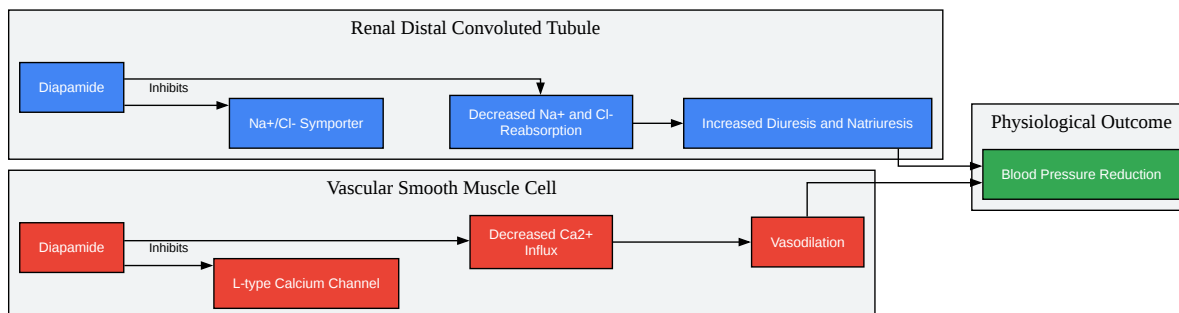 Renal Distal Convoluted Tubule
Diapamide
Inhibits
Na+/Cl- Symporter
Decreased Na+ and Cl-
Reabsorption
Increased Diuresis and Natriuresis
Physiological Outcome
Blood Pressure Reduction
Vascular Smooth Muscle Cell
Diapamide
Inhibits
L-type Calcium Channel
Decreased Ca2+
Influx
Vasodilation